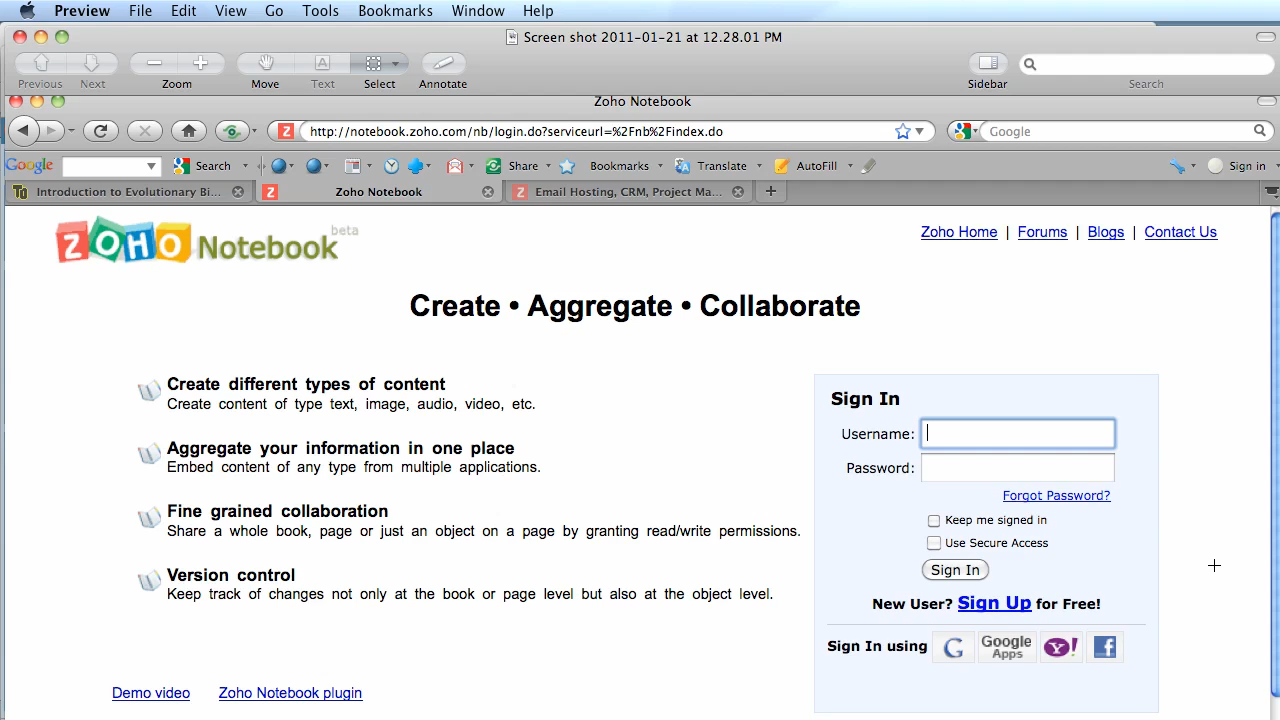 Preview File Edit View Go Tools Bookmarks Window Help
Screen shot 2011-01-21 at 12.28.01 PM
Previous Next Zoom Move Text Select Annotate Sidebar Search
Zoho Notebook
http://notebook.zoho.com/nb/login.do?serviceurl=%2Fnb%2Findex.do Google
Google Search Share Bookmarks Translate AutoFill Sign in
Introduction to Evolutionary Bi... Zoho Notebook Email Hosting, CRM, Project Ma...
ZOHO Notebook beta
Zoho Home | Forums | Blogs | Contact Us
Create • Aggregate • Collaborate
Create different types of content
Create content of type text, image, audio, video, etc.
Aggregate your information in one place
Embed content of any type from multiple applications.
Fine grained collaboration
Share a whole book, page or just an object on a page by granting read/write permissions.
Version control
Keep track of changes not only at the book or page level but also at the object level.
Demo video Zoho Notebook plugin
Sign In
Username:
Password:
Forgot Password?
Keep me signed in
Use Secure Access
Sign In
New User? Sign Up for Free!
Sign In using G Google Apps Y! f